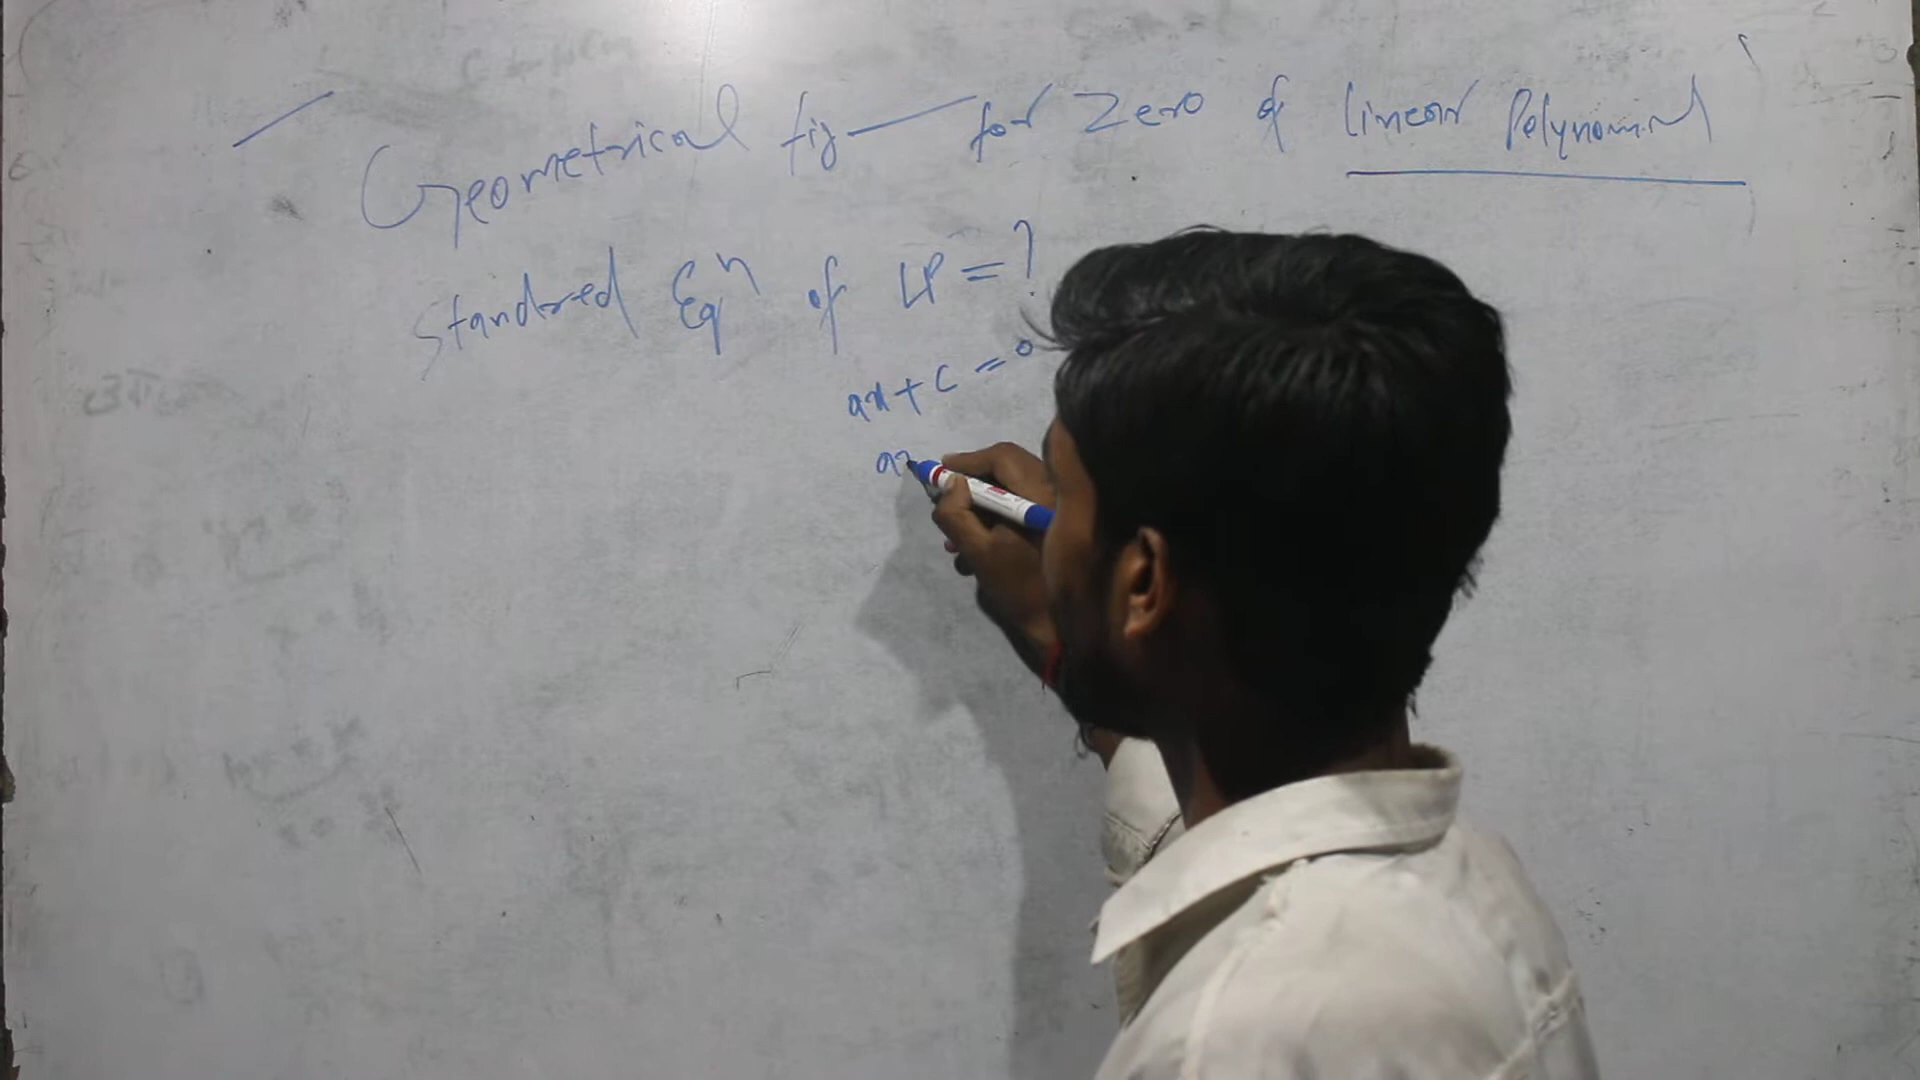 Geometrical fig for Zero of linear Polynomial
Standred Eqⁿ of LP = ?
ax + c = 0
ax